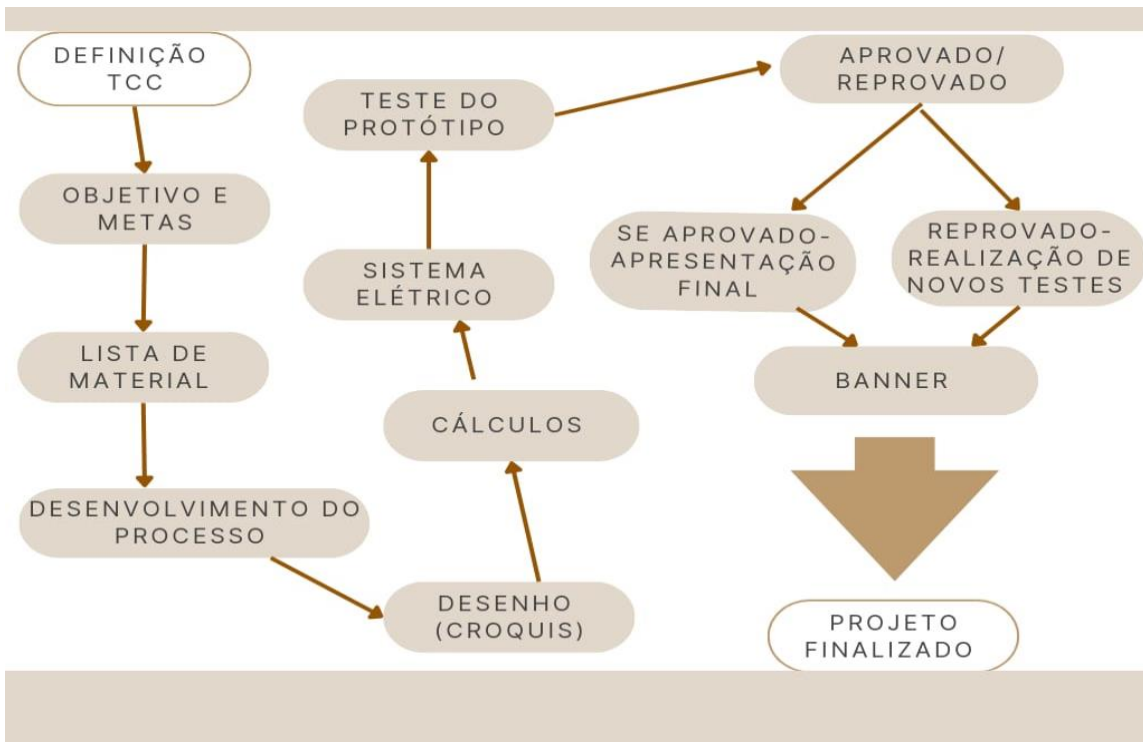 DEFINIÇÃO
TCC
OBJETIVO E
METAS
LISTA DE
MATERIAL
DESENVOLVIMENTO DO
PROCESSO
DESENHO
(CROQUIS)
CÁLCULOS
SISTEMA
ELÉTRICO
TESTE DO
PROTÓTIPO
APROVADO/
REPROVADO
SE APROVADO-
APRESENTAÇÃO
FINAL
REPROVADO-
REALIZAÇÃO DE
NOVOS TESTES
BANNER
PROJETO
FINALIZADO